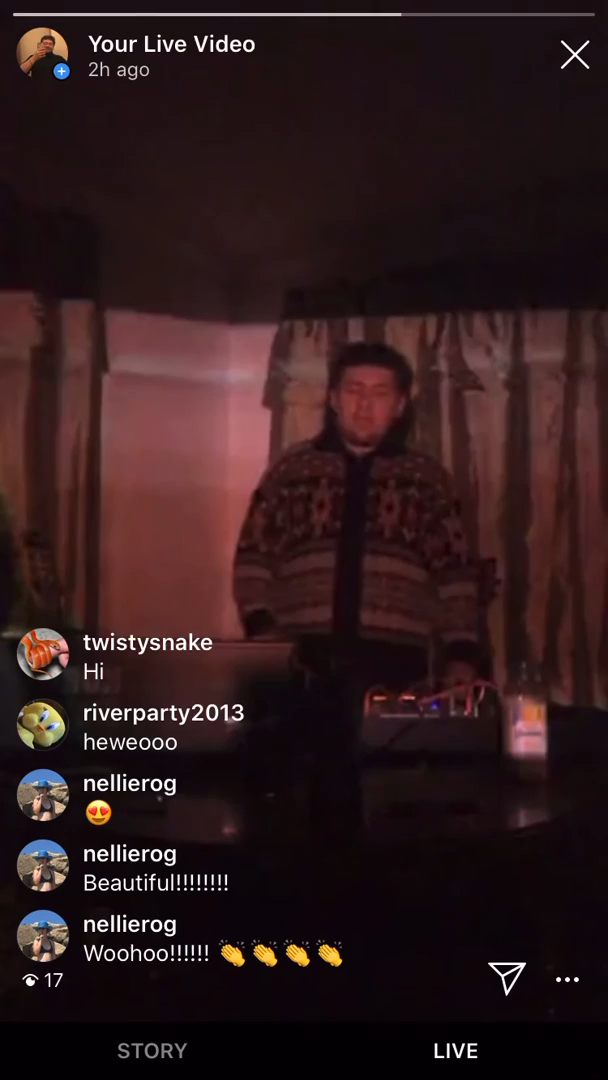 Your Live Video
2h ago
twistysnake
Hi
riverparty2013
heweooo
nellierog
😍
nellierog
Beautiful!!!!!!!!
nellierog
Woohoo!!!!!! 👏 👏 👏 👏
17
STORY
LIVE